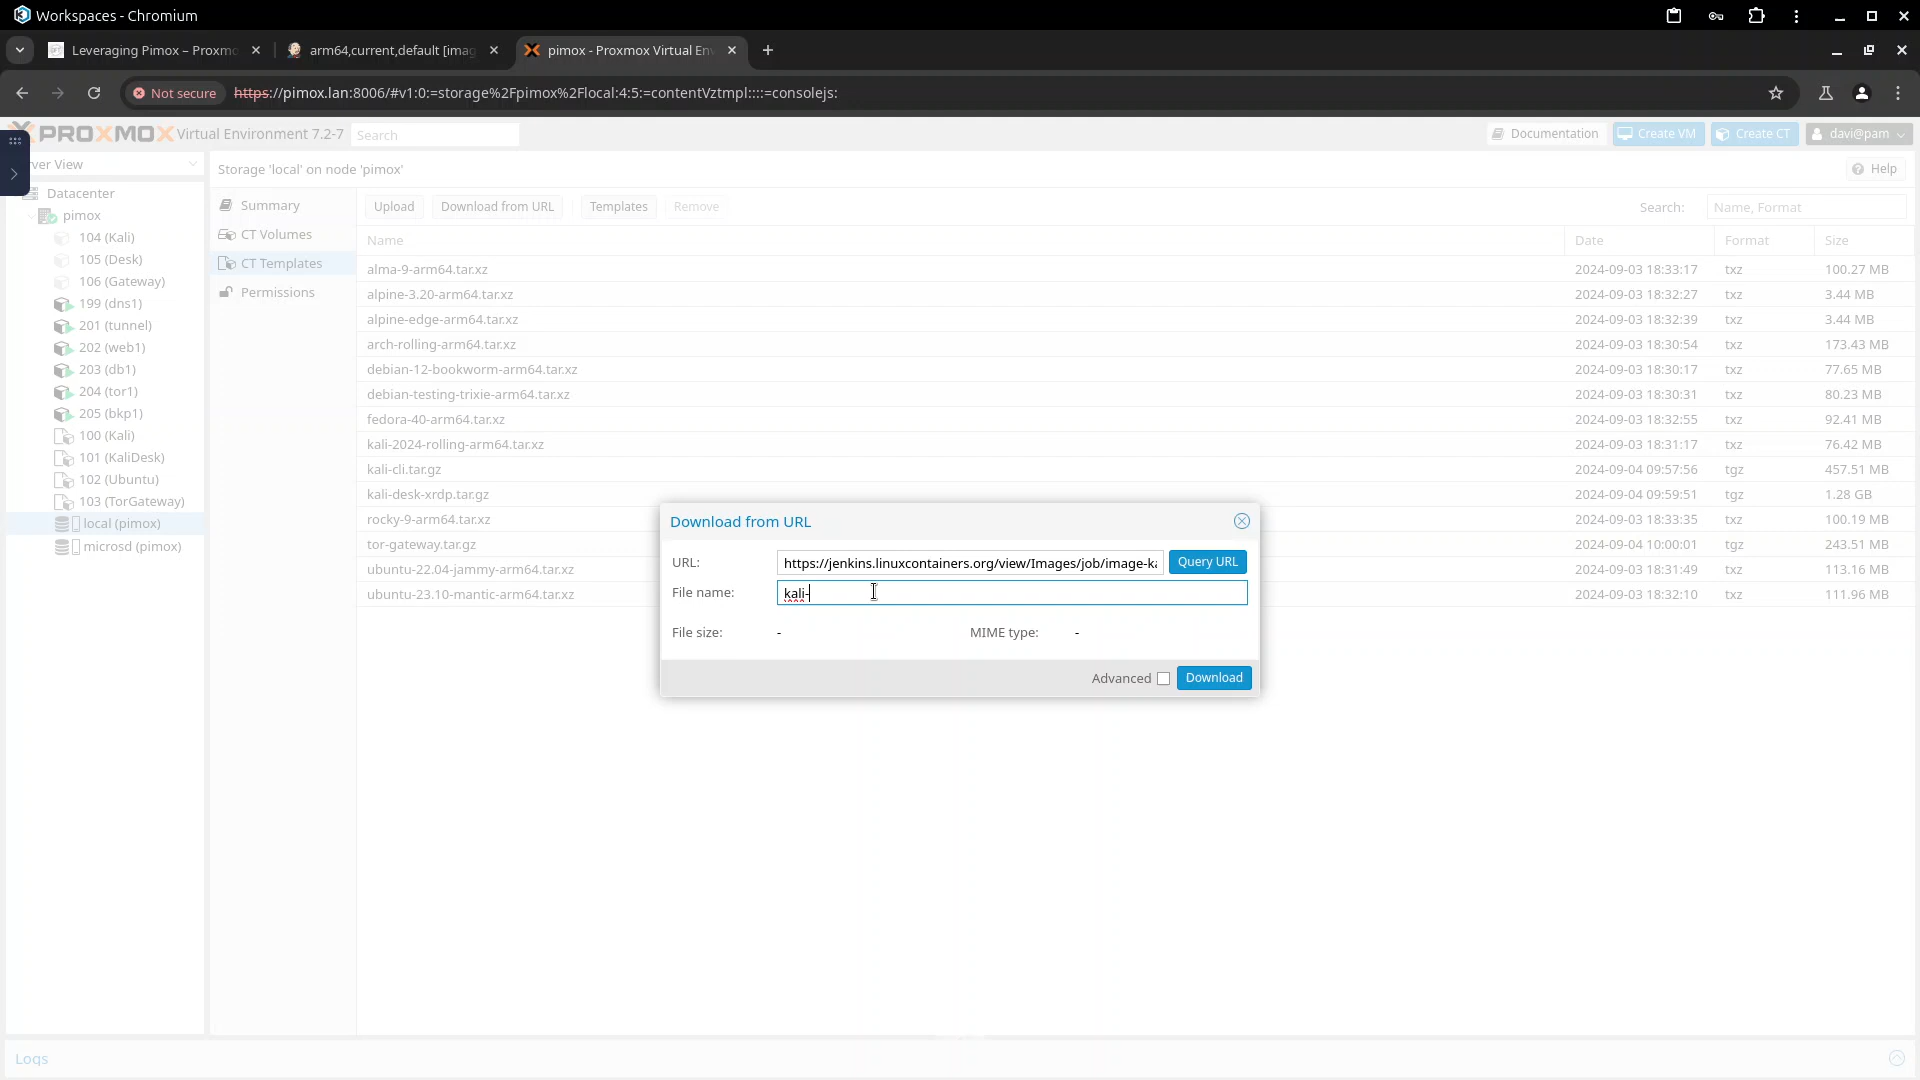 Workspaces - Chromium
Leveraging Pimox – Proxmo
arm64,current,default [imag
pimox - Proxmox Virtual En
Not secure https://pimox.lan:8006/#v1:0:=storage%2Fpimox%2Flocal:4:5:=contentVztmpl::::=consolejs:
PROXMOX Virtual Environment 7.2-7
Search
Documentation
Create VM
Create CT
davi@pam
rver View
Storage 'local' on node 'pimox'
Help
Datacenter
pimox
104 (Kali)
105 (Desk)
106 (Gateway)
199 (dns1)
201 (tunnel)
202 (web1)
203 (db1)
204 (tor1)
205 (bkp1)
100 (Kali)
101 (KaliDesk)
102 (Ubuntu)
103 (TorGateway)
local (pimox)
microsd (pimox)
Summary
CT Volumes
CT Templates
Permissions
Upload
Download from URL
Templates
Remove
Search: Name, Format
Name Date Format Size
alma-9-arm64.tar.xz 2024-09-03 18:33:17 txz 100.27 MB
alpine-3.20-arm64.tar.xz 2024-09-03 18:32:27 txz 3.44 MB
alpine-edge-arm64.tar.xz 2024-09-03 18:32:39 txz 3.44 MB
arch-rolling-arm64.tar.xz 2024-09-03 18:30:54 txz 173.43 MB
debian-12-bookworm-arm64.tar.xz 2024-09-03 18:30:17 txz 77.65 MB
debian-testing-trixie-arm64.tar.xz 2024-09-03 18:30:31 txz 80.23 MB
fedora-40-arm64.tar.xz 2024-09-03 18:32:55 txz 92.41 MB
kali-2024-rolling-arm64.tar.xz 2024-09-03 18:31:17 txz 76.42 MB
kali-cli.tar.gz 2024-09-04 09:57:56 tgz 457.51 MB
kali-desk-xrdp.tar.gz 2024-09-04 09:59:51 tgz 1.28 GB
rocky-9-arm64.tar.xz 2024-09-03 18:33:35 txz 100.19 MB
tor-gateway.tar.gz 2024-09-04 10:00:01 tgz 243.51 MB
ubuntu-22.04-jammy-arm64.tar.xz 2024-09-03 18:31:49 txz 113.16 MB
ubuntu-23.10-mantic-arm64.tar.xz 2024-09-03 18:32:10 txz 111.96 MB
Download from URL
URL: https://jenkins.linuxcontainers.org/view/Images/job/image-ka Query URL
File name: kali-
File size: - MIME type: -
Advanced Download
Logs